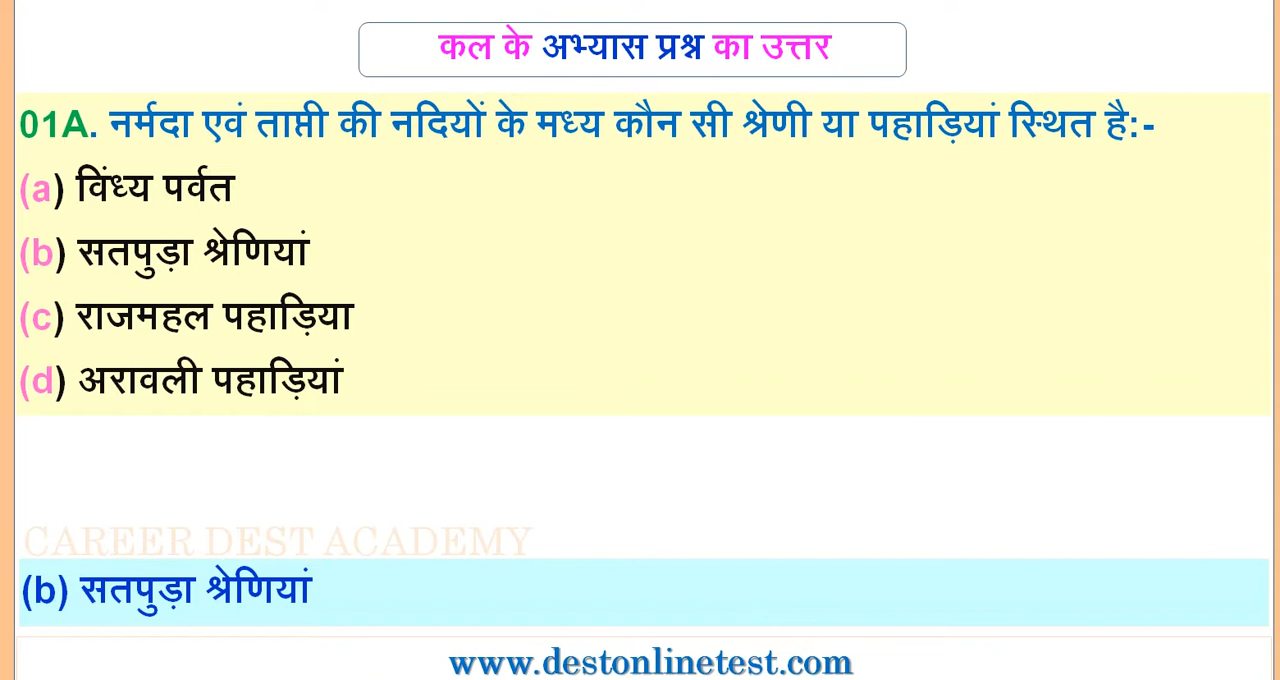 कल के अभ्यास प्रश्न का उत्तर
01A. नर्मदा एवं ताप्ती की नदियों के मध्य कौन सी श्रेणी या पहाड़ियां स्थित है:-
(a) विंध्य पर्वत
(b) सतपुड़ा श्रेणियां
(c) राजमहल पहाड़िया
(d) अरावली पहाड़ियां
CAREER DEST ACADEMY
(b) सतपुड़ा श्रेणियां
www.destonlinetest.com